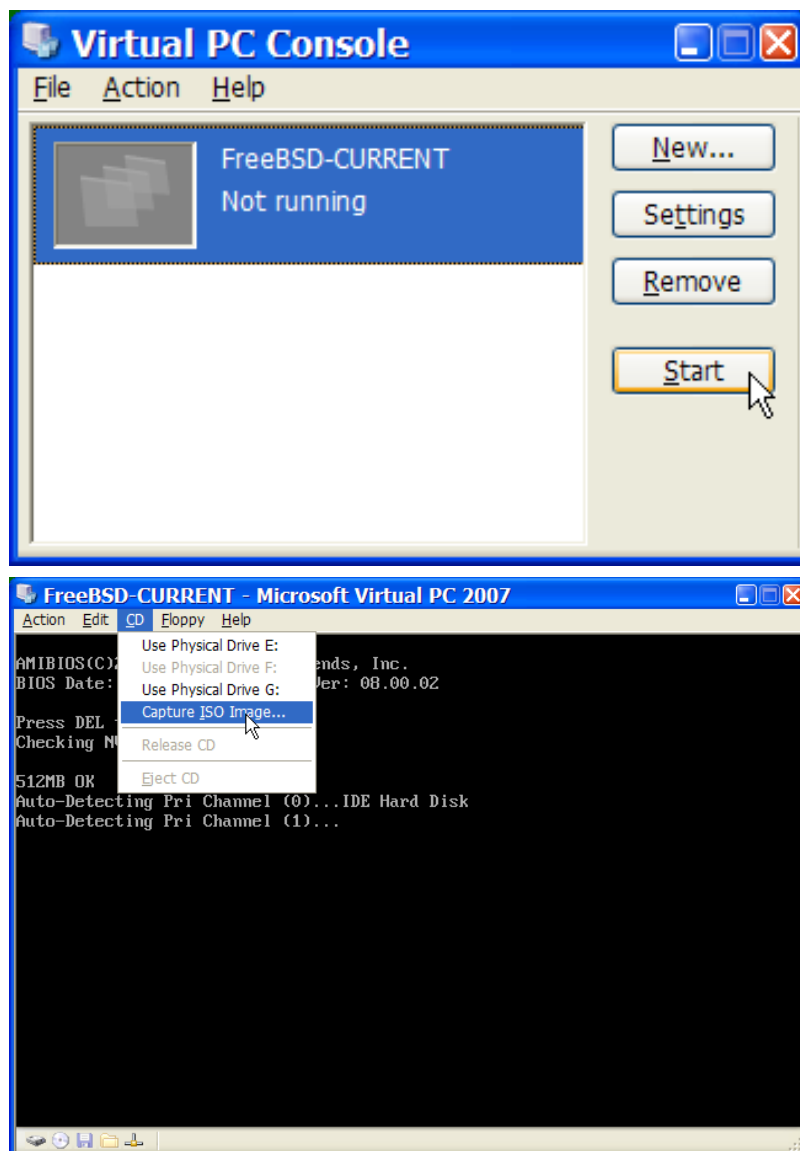 Virtual PC Console
File Action Help
FreeBSD-CURRENT
Not running
New...
Settings
Remove
Start
FreeBSD-CURRENT - Microsoft Virtual PC 2007
Action Edit CD Floppy Help
Use Physical Drive E:
Use Physical Drive F:
Use Physical Drive G:
Capture ISO Image...
Release CD
Eject CD
AMIBIOS(C)2 ends, Inc.
BIOS Date: Ver: 08.00.02
Press DEL
Checking N
512MB OK
Auto-Detecting Pri Channel (0)...IDE Hard Disk
Auto-Detecting Pri Channel (1)...